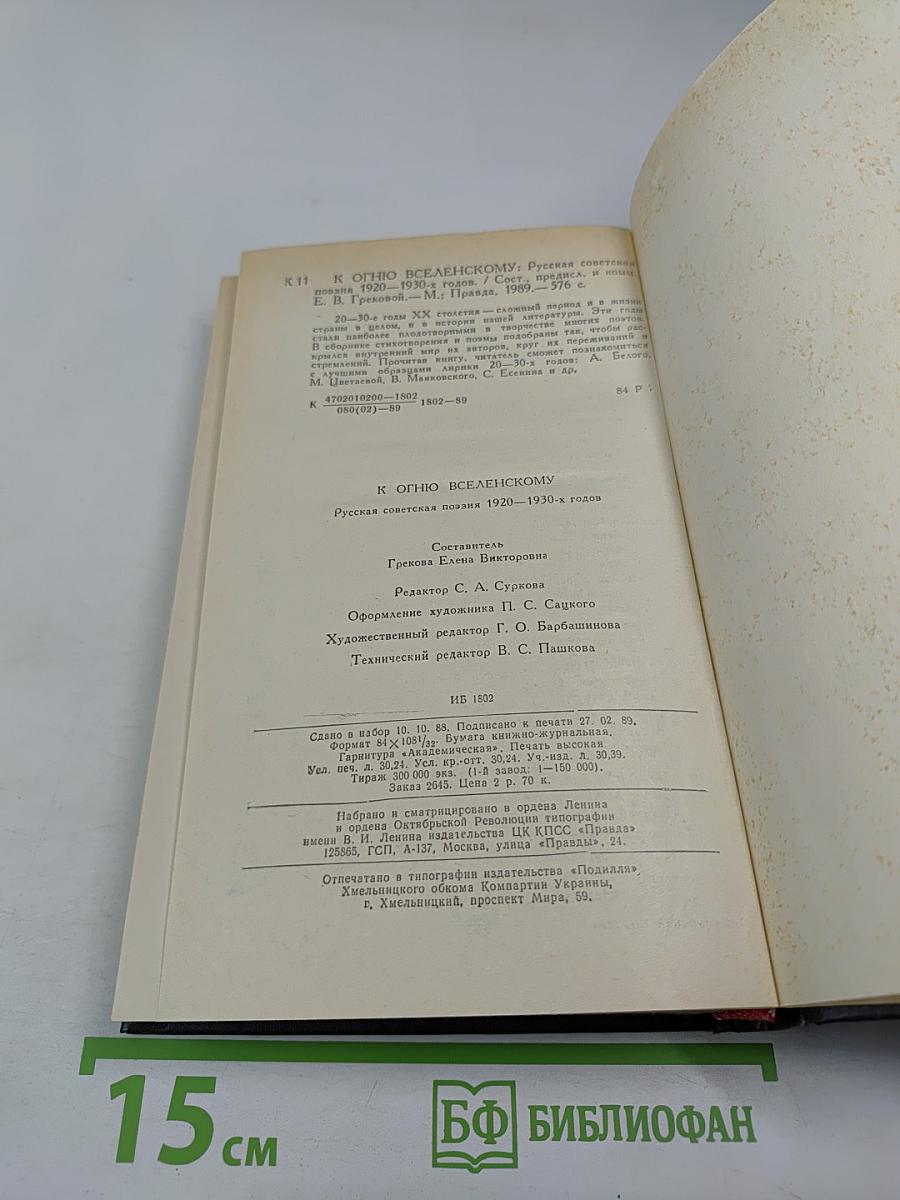 К 11 К ОГНЮ ВСЕЛЕНСКОМУ: Русская советская
поэзия 1920—1930-х годов. / Сост., предисл. и комм.
Е. В. Грековой.— М.: Правда, 1989.— 576 с.
20—30-е годы XX столетия — сложный период и в жизни
страны в целом, и в истории нашей литературы. Эти годы
стали наиболее плодотворными в творчестве многих поэтов.
В сборнике стихотворения и поэмы подобраны так, чтобы рас-
крылся внутренний мир их авторов, круг их переживаний и
стремлений. Прочитав книгу, читатель сможет познакомиться
с лучшими образцами лирики 20—30-х годов: А. Белого,
М. Цветаевой, В. Маяковского, С. Есенина и др.
К 4702010200—1802 1802—89
080(02)—89
84 Р
К ОГНЮ ВСЕЛЕНСКОМУ
Русская советская поэзия 1920—1930-х годов
Составитель
Грекова Елена Викторовна
Редактор С. А. Суркова
Оформление художника П. С. Сацкого
Художественный редактор Г. О. Барбашинова
Технический редактор В. С. Пашкова
ИБ 1802
Сдано в набор 10. 10. 88. Подписано к печати 27. 02. 89.
Формат 84×108¹/₃₂. Бумага книжно-журнальная.
Гарнитура «Академическая». Печать высокая.
Усл. печ. л. 30,24. Усл. кр.-отт. 30,24. Уч.-изд. л. 30,39.
Тираж 300 000 экз. (1-й завод: 1—150 000).
Заказ 2645. Цена 2 р. 70 к.
Набрано и сматрицировано в ордена Ленина
и ордена Октябрьской Революции типографии
имени В. И. Ленина издательства ЦК КПСС «Правда»
125865, ГСП, А-137, Москва, улица «Правды», 24.
Отпечатано в типографии издательства «Подилля»
Хмельницкого обкома Компартии Украины,
г. Хмельницкий, проспект Мира, 59.
15 см
БФ БИБЛИОФАН